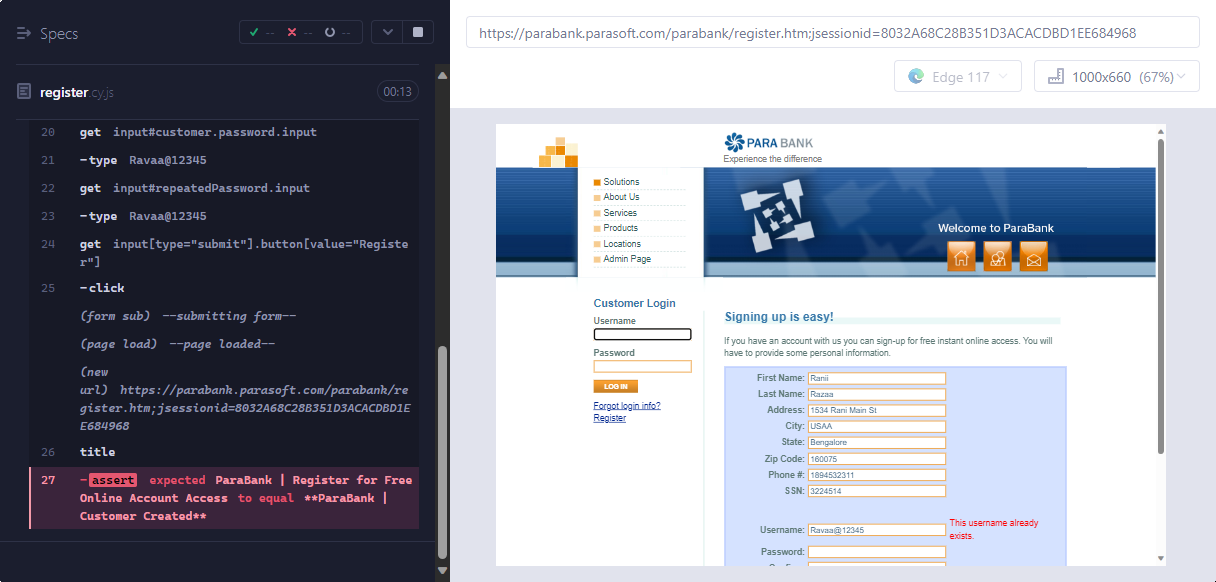 Specs
-- -- --
register.cy.js
00:13
20 get input#customer.password.input
21 -type Ravaa@12345
22 get input#repeatedPassword.input
23 -type Ravaa@12345
24 get input[type="submit"].button[value="Registe
r"]
25 -click
(form sub) --submitting form--
(page load) --page loaded--
(new
url) https://parabank.parasoft.com/parabank/re
gister.htm;jsessionid=8032A68C28B351D3ACACDBD1E
E684968
26 title
27 -assert expected ParaBank | Register for Free
Online Account Access to equal **ParaBank |
Customer Created**
https://parabank.parasoft.com/parabank/register.htm;jsessionid=8032A68C28B351D3ACACDBD1EE684968
Edge 117
1000x660 (67%)
PARA BANK
Experience the difference
Solutions
About Us
Services
Products
Locations
Admin Page
Welcome to ParaBank
Customer Login
Username
Password
LOG IN
Forgot login info?
Register
Signing up is easy!
If you have an account with us you can sign-up for free instant online access. You will
have to provide some personal information.
First Name: Ranii
Last Name: Razaa
Address: 1534 Rani Main St
City: USAA
State: Bengalore
Zip Code: 160075
Phone #: 1894532311
SSN: 3224514
Username: Ravaa@12345 This username already
exists.
Password: